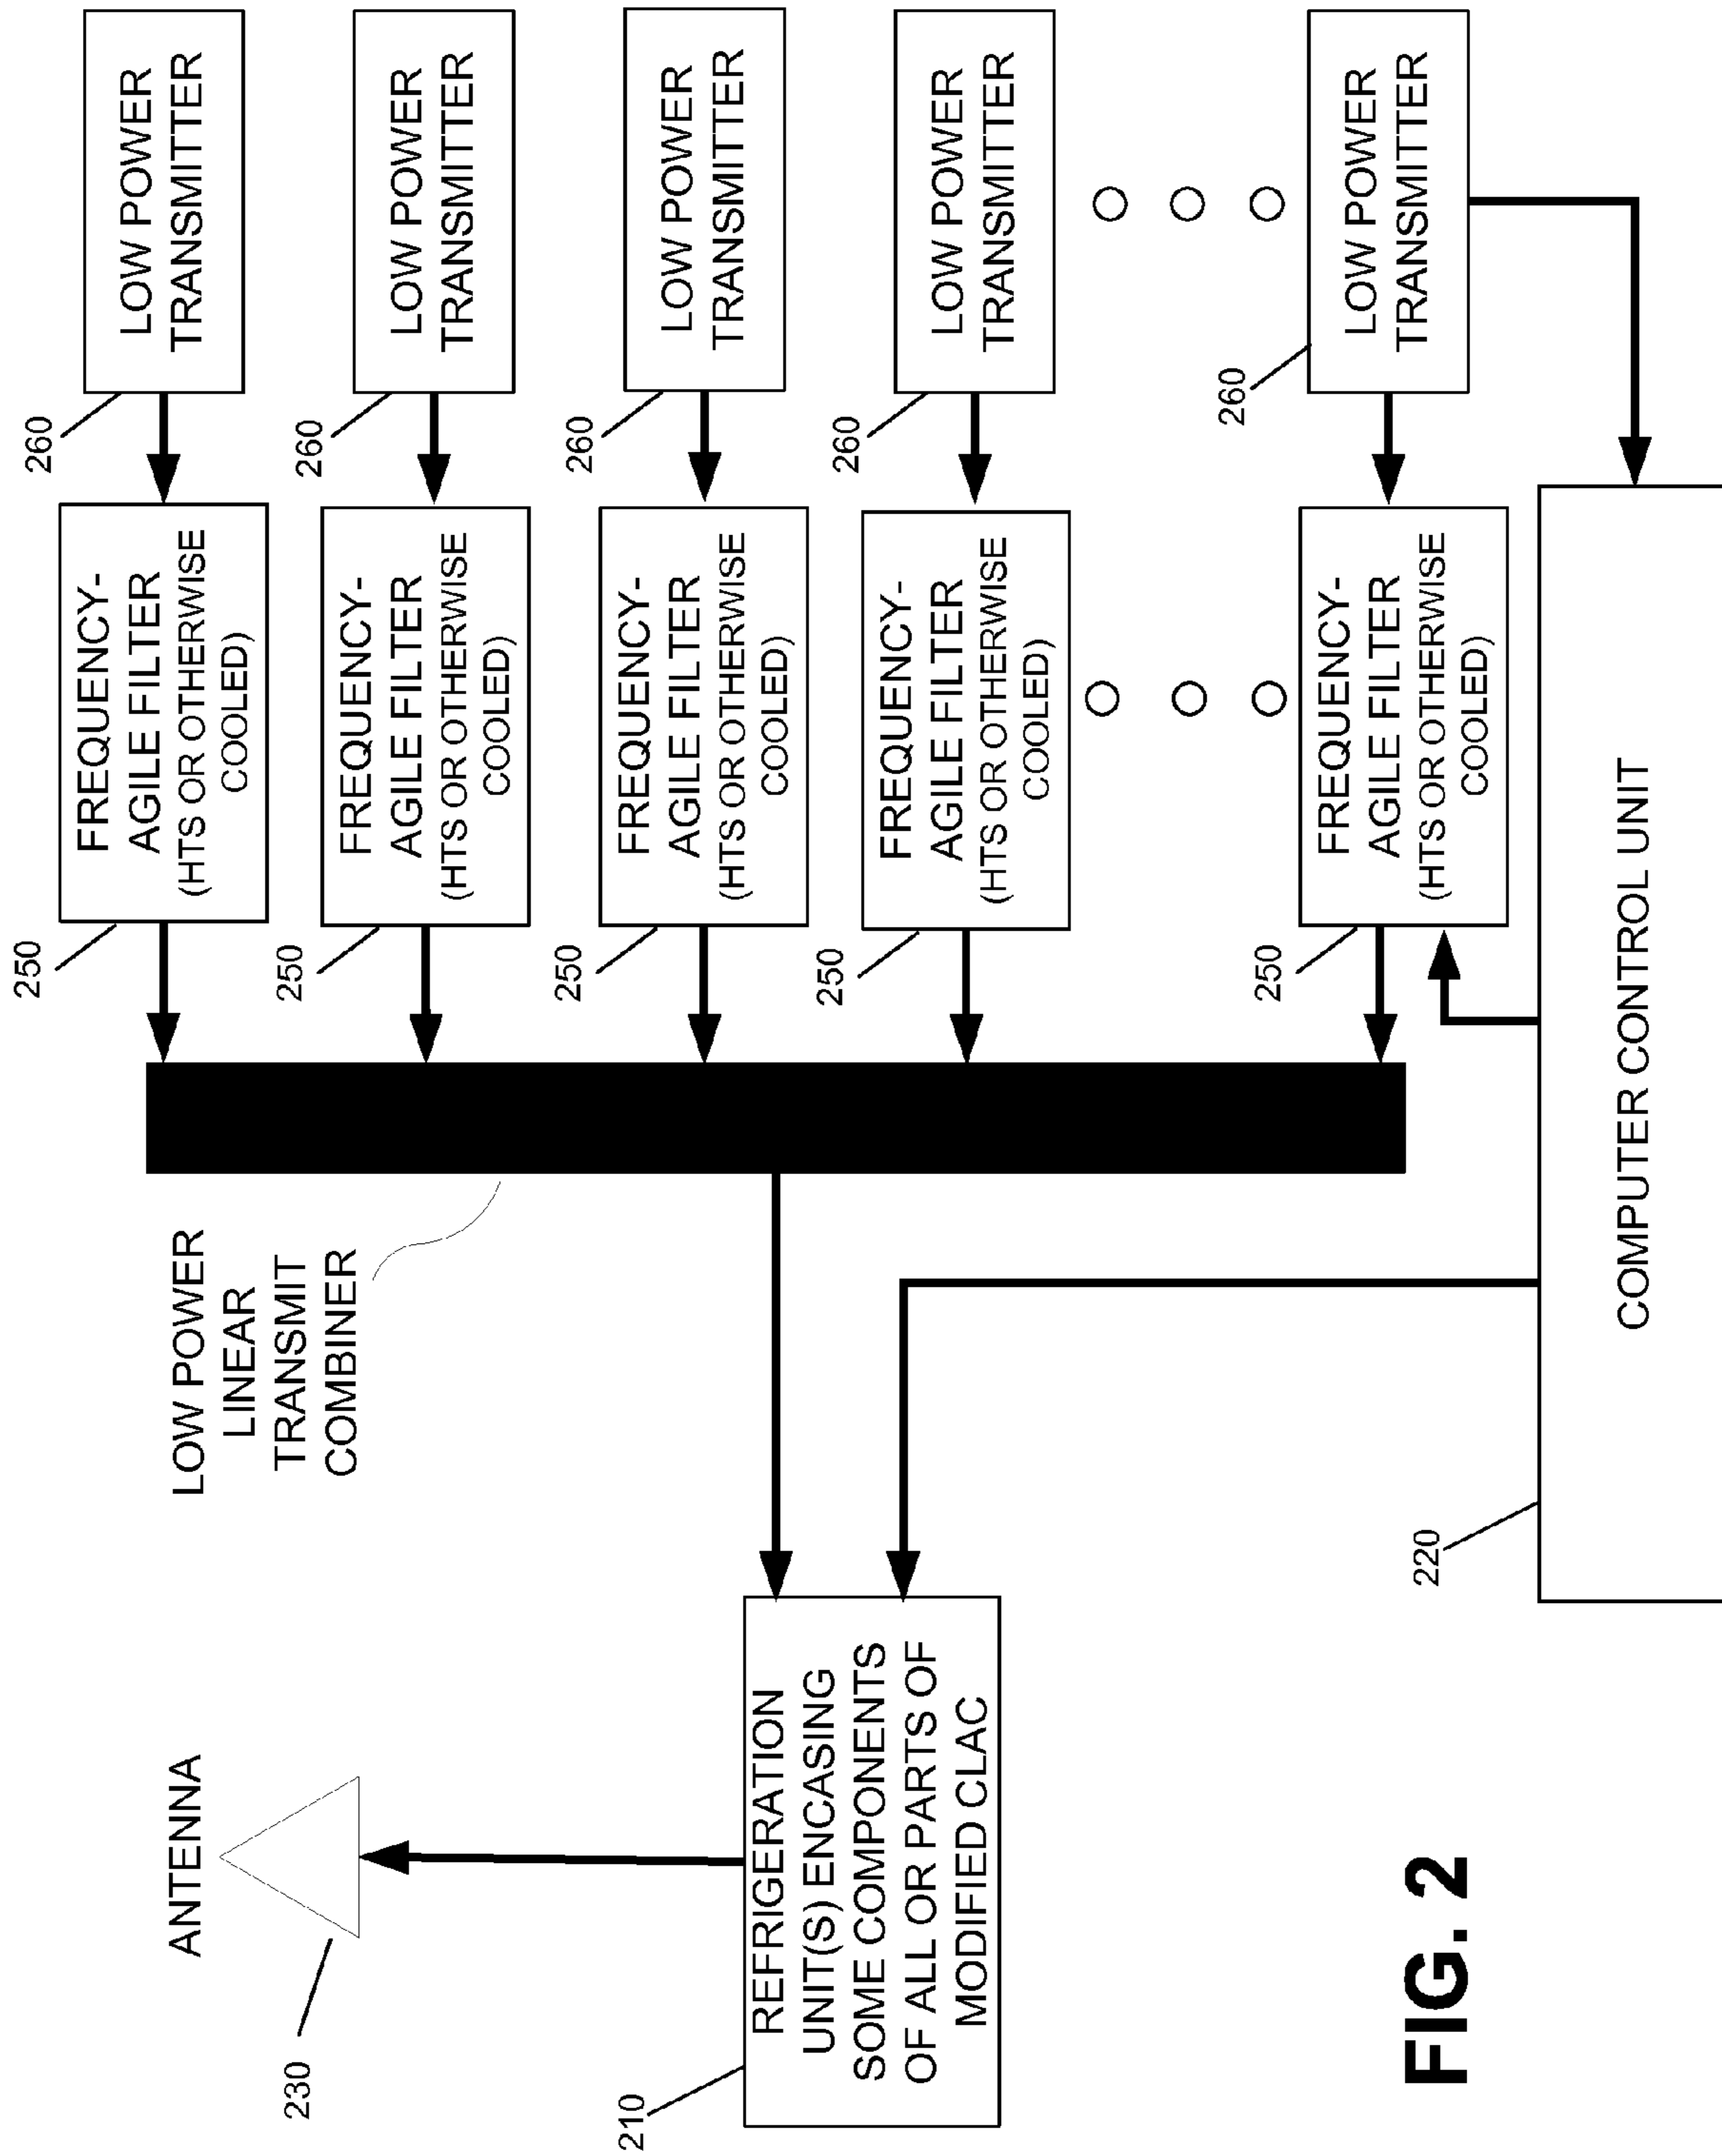 ANTENNA
230
REFRIGERATION
UNIT(S) ENCASING
SOME COMPONENTS
OF ALL OR PARTS OF
MODIFIED CLAC
210
LOW POWER
LINEAR
TRANSMIT
COMBINER
250
FREQUENCY-
AGILE FILTER
(HTS OR OTHERWISE
COOLED)
260
LOW POWER
TRANSMITTER
250
FREQUENCY-
AGILE FILTER
(HTS OR OTHERWISE
COOLED)
260
LOW POWER
TRANSMITTER
250
FREQUENCY-
AGILE FILTER
(HTS OR OTHERWISE
COOLED)
260
LOW POWER
TRANSMITTER
250
FREQUENCY-
AGILE FILTER
(HTS OR OTHERWISE
COOLED)
260
LOW POWER
TRANSMITTER
250
FREQUENCY-
AGILE FILTER
(HTS OR OTHERWISE
COOLED)
260
LOW POWER
TRANSMITTER
220
COMPUTER CONTROL UNIT
FIG. 2